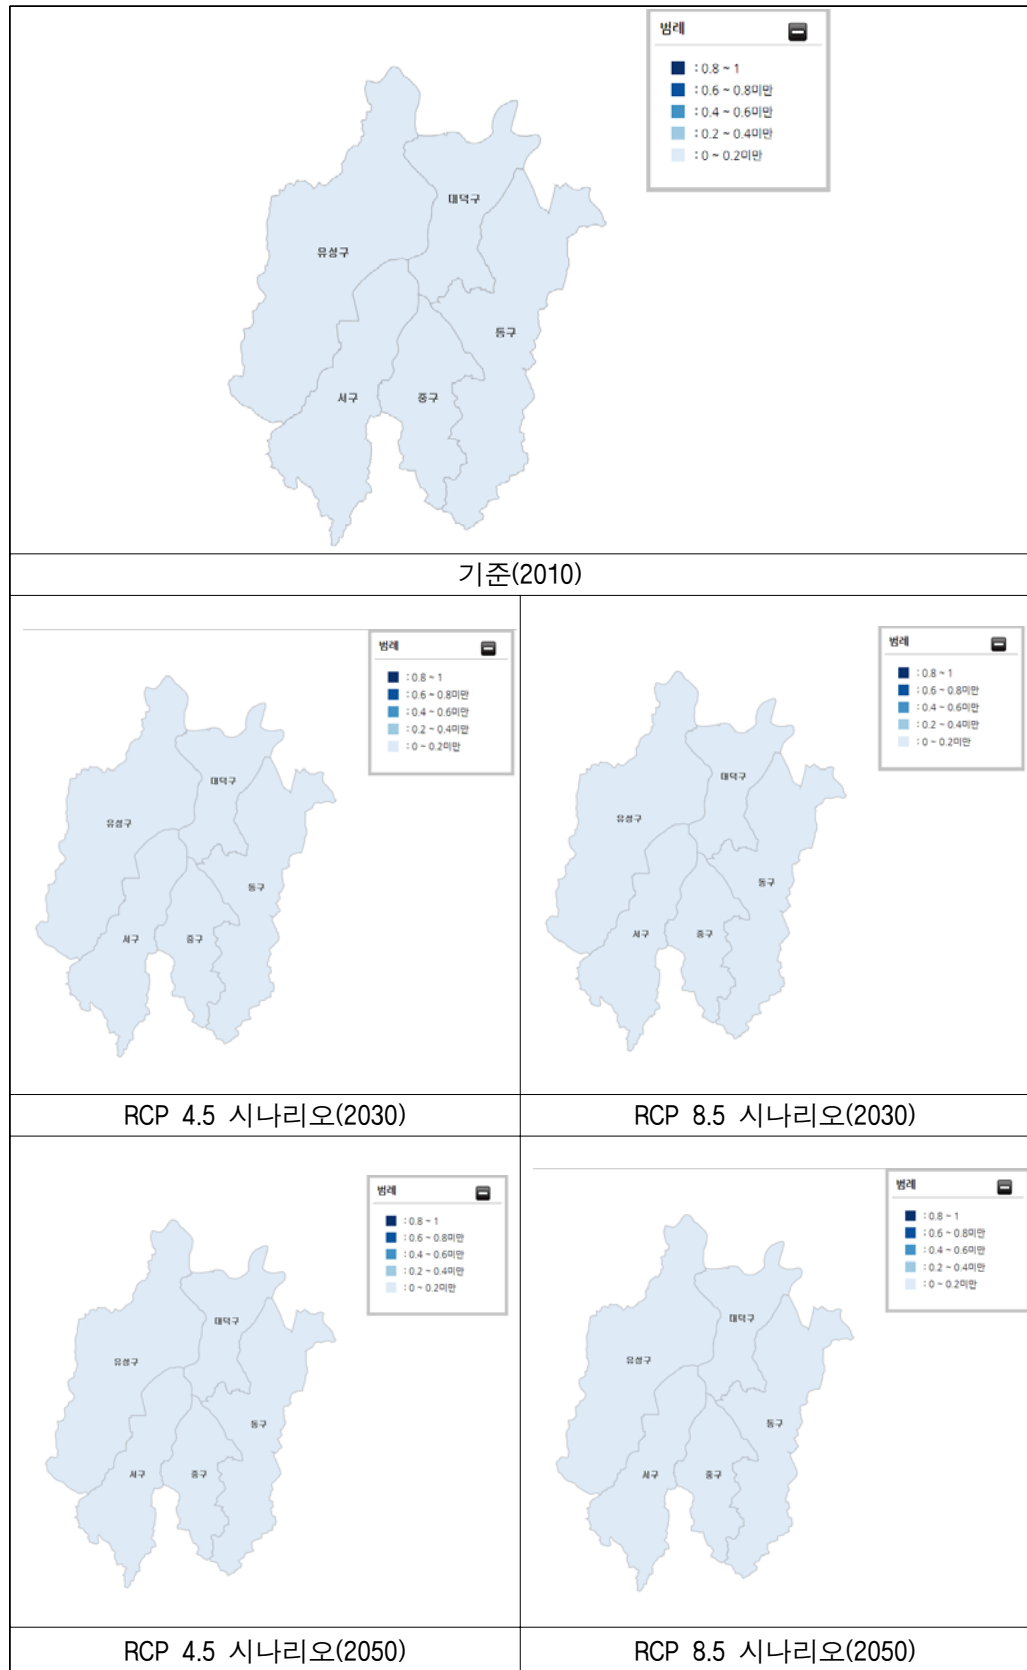 범례
: 0.8 ~ 1
: 0.6 ~ 0.8미만
: 0.4 ~ 0.6미만
: 0.2 ~ 0.4미만
: 0 ~ 0.2미만
대덕구
유성구
동구
서구
중구
기준(2010)
범례
: 0.8 ~ 1
: 0.6 ~ 0.8미만
: 0.4 ~ 0.6미만
: 0.2 ~ 0.4미만
: 0 ~ 0.2미만
대덕구
유성구
동구
서구
중구
RCP 4.5 시나리오(2030)
범례
: 0.8 ~ 1
: 0.6 ~ 0.8미만
: 0.4 ~ 0.6미만
: 0.2 ~ 0.4미만
: 0 ~ 0.2미만
대덕구
유성구
동구
서구
중구
RCP 8.5 시나리오(2030)
범례
: 0.8 ~ 1
: 0.6 ~ 0.8미만
: 0.4 ~ 0.6미만
: 0.2 ~ 0.4미만
: 0 ~ 0.2미만
대덕구
유성구
동구
서구
중구
RCP 4.5 시나리오(2050)
범례
: 0.8 ~ 1
: 0.6 ~ 0.8미만
: 0.4 ~ 0.6미만
: 0.2 ~ 0.4미만
: 0 ~ 0.2미만
대덕구
유성구
동구
서구
중구
RCP 8.5 시나리오(2050)